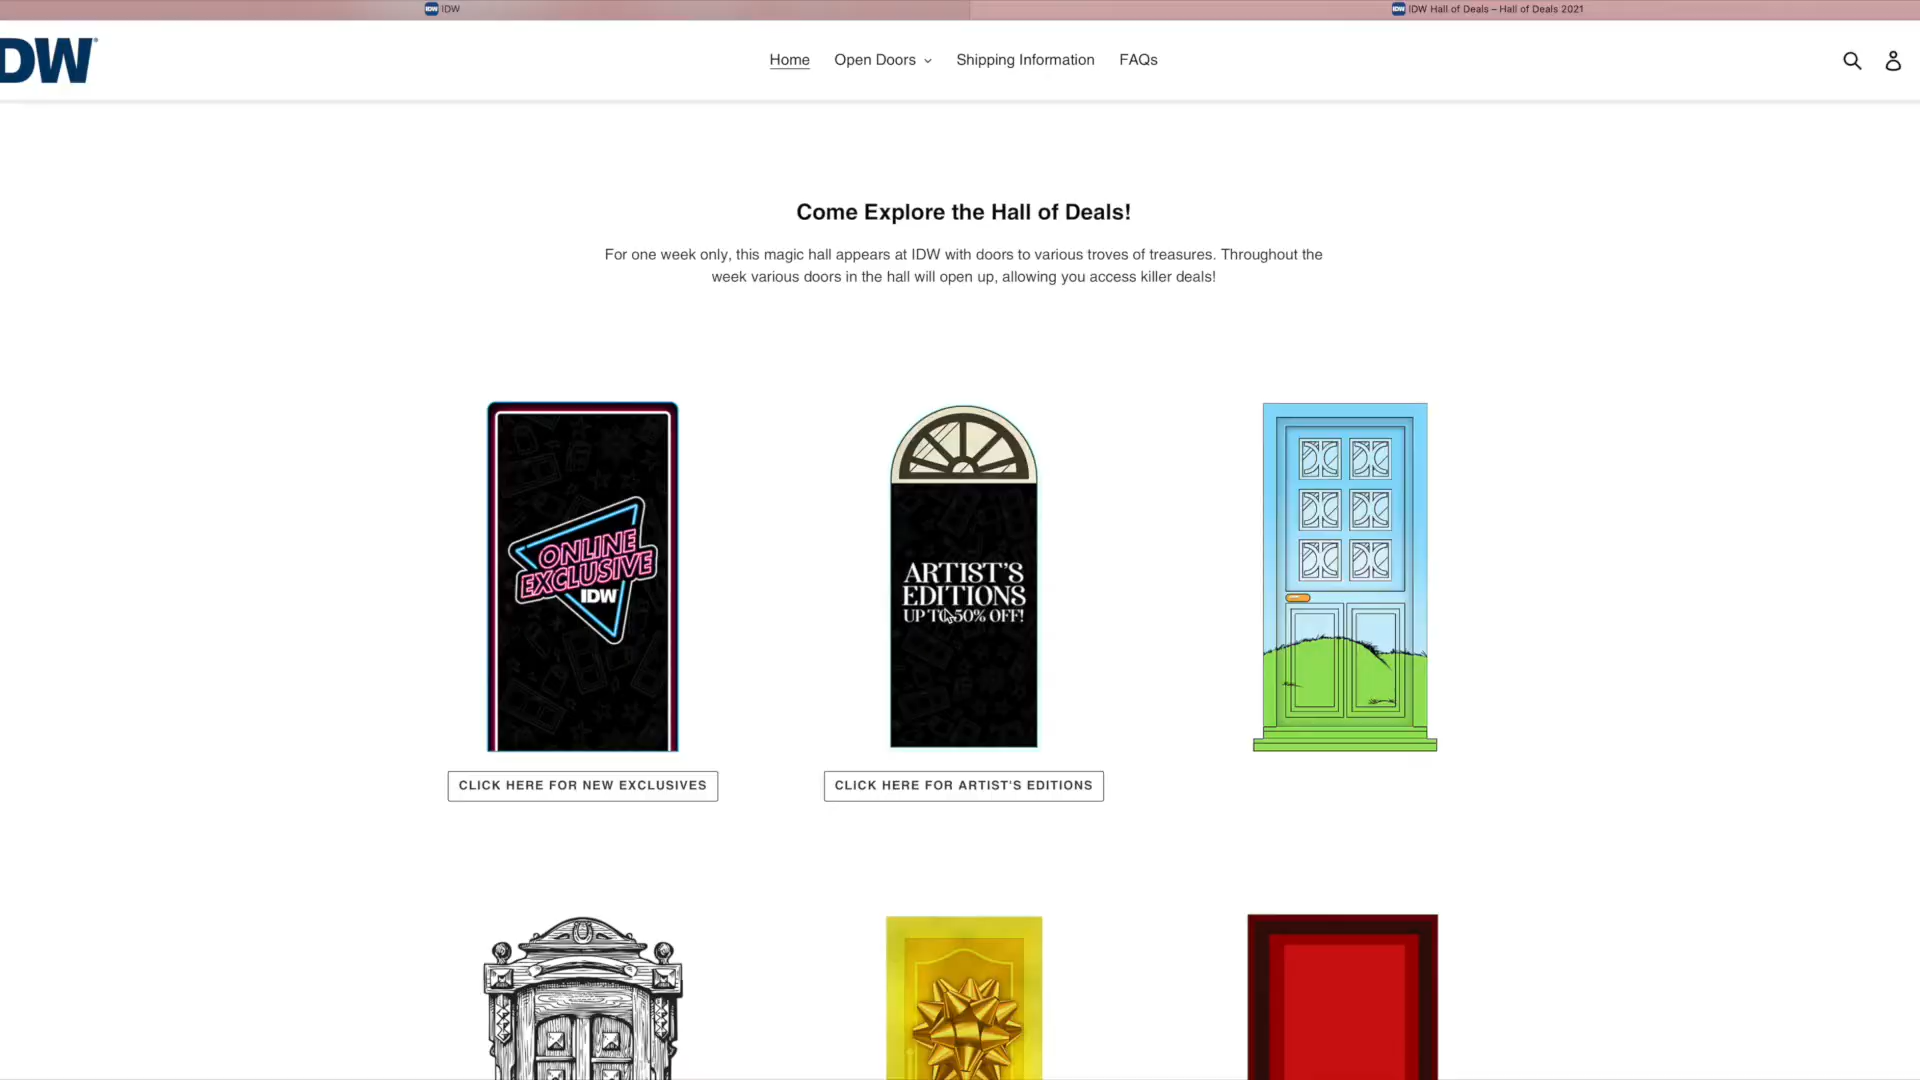 IDW
IDW Hall of Deals – Hall of Deals 2021
DW
Home
Open Doors
Shipping Information
FAQs
Come Explore the Hall of Deals!
For one week only, this magic hall appears at IDW with doors to various troves of treasures. Throughout the
week various doors in the hall will open up, allowing you access killer deals!
ONLINE
EXCLUSIVE
IDW
ARTIST'S
EDITIONS
UP TO 50% OFF!
CLICK HERE FOR NEW EXCLUSIVES
CLICK HERE FOR ARTIST'S EDITIONS